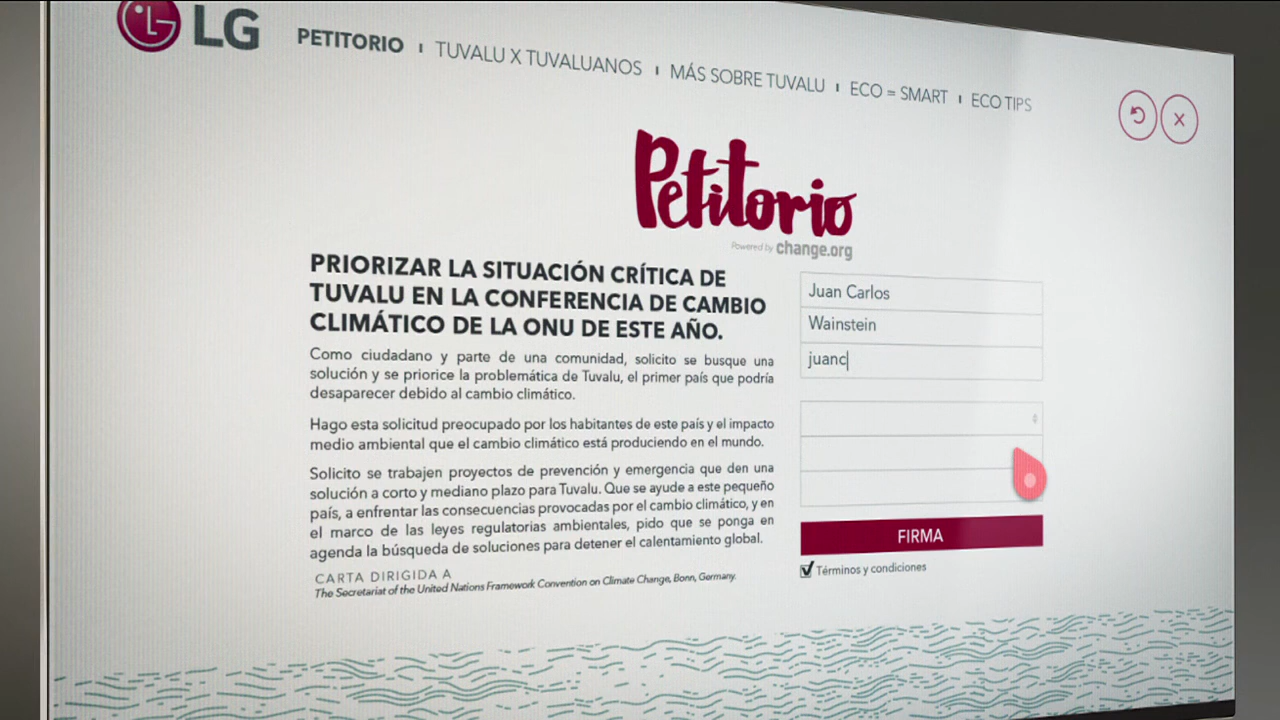 LG
PETITORIO
TUVALU X TUVALUANOS
MÁS SOBRE TUVALU
ECO = SMART
ECO TIPS
Petitorio
Powered by change.org
PRIORIZAR LA SITUACIÓN CRÍTICA DE
TUVALU EN LA CONFERENCIA DE CAMBIO
CLIMÁTICO DE LA ONU DE ESTE AÑO.
Como ciudadano y parte de una comunidad, solicito se busque una
solución y se priorice la problemática de Tuvalu, el primer país que podría
desaparecer debido al cambio climático.
Hago esta solicitud preocupado por los habitantes de este país y el impacto
medio ambiental que el cambio climático está produciendo en el mundo.
Solicito se trabajen proyectos de prevención y emergencia que den una
solución a corto y mediano plazo para Tuvalu. Que se ayude a este pequeño
país, a enfrentar las consecuencias provocadas por el cambio climático, y en
el marco de las leyes regulatorias ambientales, pido que se ponga en
agenda la búsqueda de soluciones para detener el calentamiento global.
CARTA DIRIGIDA A
The Secretariat of the United Nations Framework Convention on Climate Change, Bonn, Germany.
Juan Carlos
Wainstein
juanc
FIRMA
Términos y condiciones